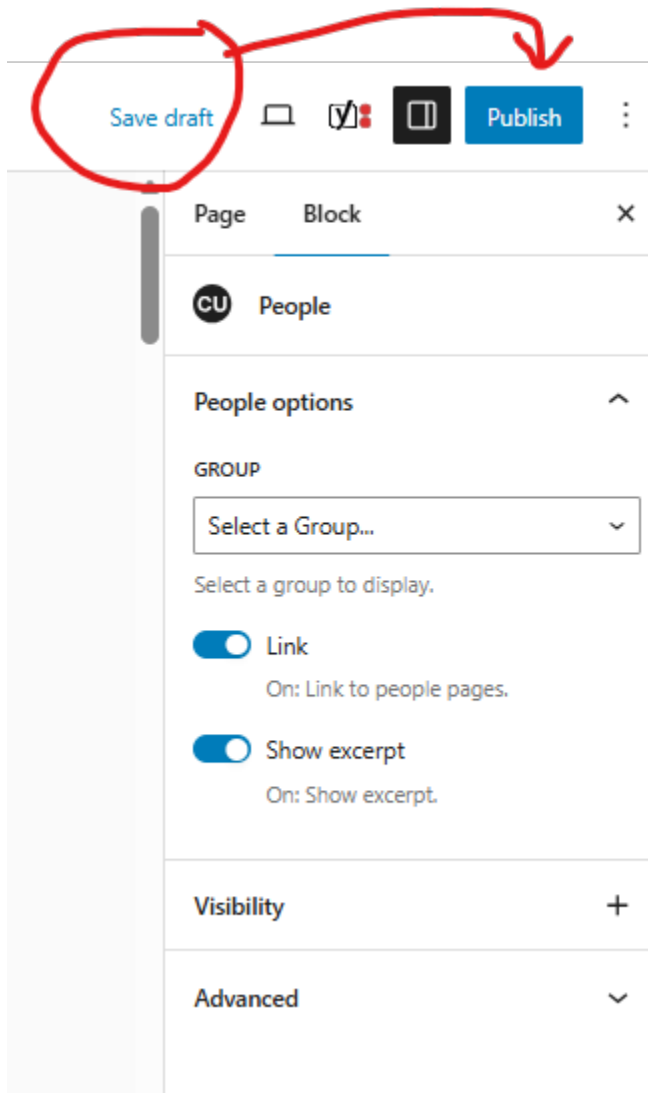 Save draft
Publish
Page Block
CU People
People options
GROUP
Select a Group...
Select a group to display.
Link
On: Link to people pages.
Show excerpt
On: Show excerpt.
Visibility
Advanced